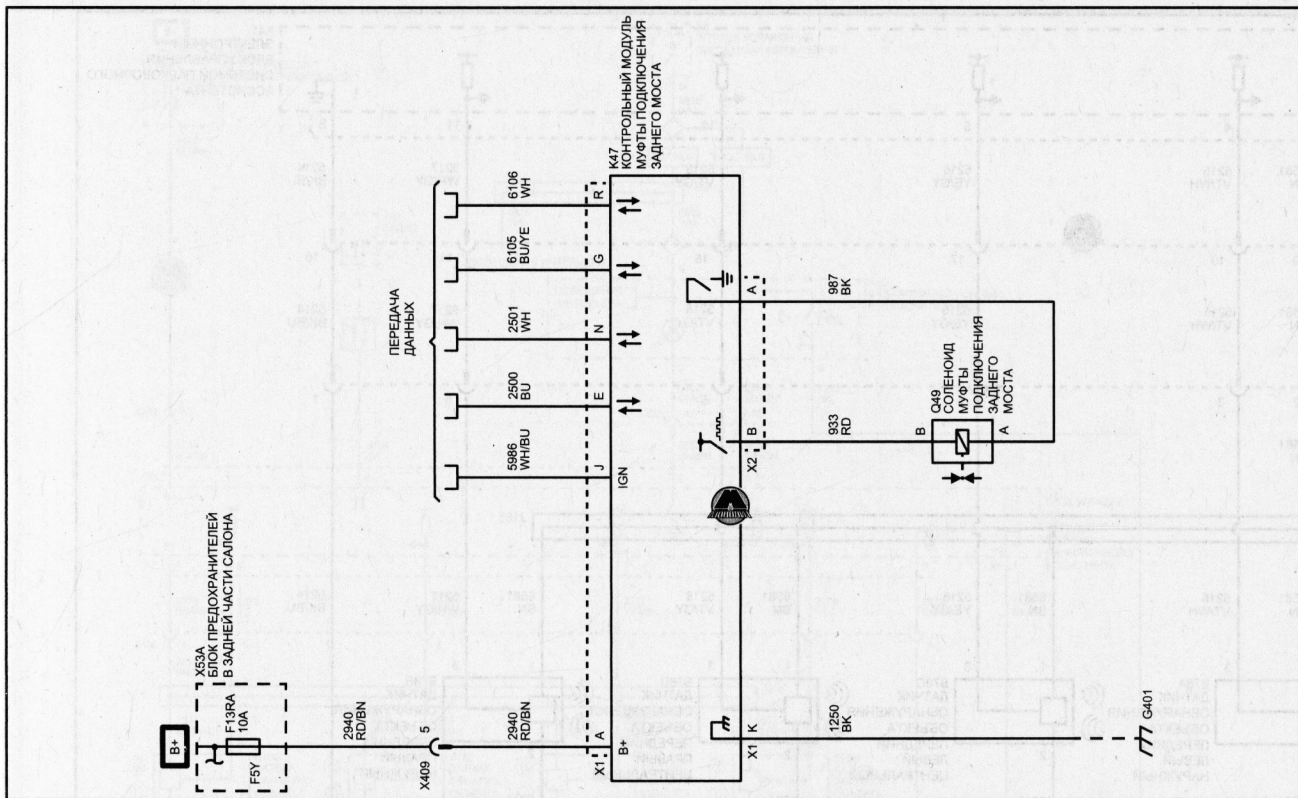 B+
X53A
БЛОК ПРЕДОХРАНИТЕЛЕЙ
В ЗАДНЕЙ ЧАСТИ САЛОНА
F13RA
10A
F5Y
2940
RD/BN
X409
5
2940
RD/BN
X1
A
B+
ПЕРЕДАЧА
ДАННЫХ
5986
WH/BU
J
IGN
2500
BU
E
2501
WH
N
6105
BU/YE
G
6106
WH
R
K47
КОНТРОЛЬНЫЙ МОДУЛЬ
МУФТЫ ПОДКЛЮЧЕНИЯ
ЗАДНЕГО МОСТА
X1
K
1250
BK
G401
X2
B
933
RD
A
987
BK
B
Q49
СОЛЕНОИД
МУФТЫ
ПОДКЛЮЧЕНИЯ
ЗАДНЕГО
МОСТА
A